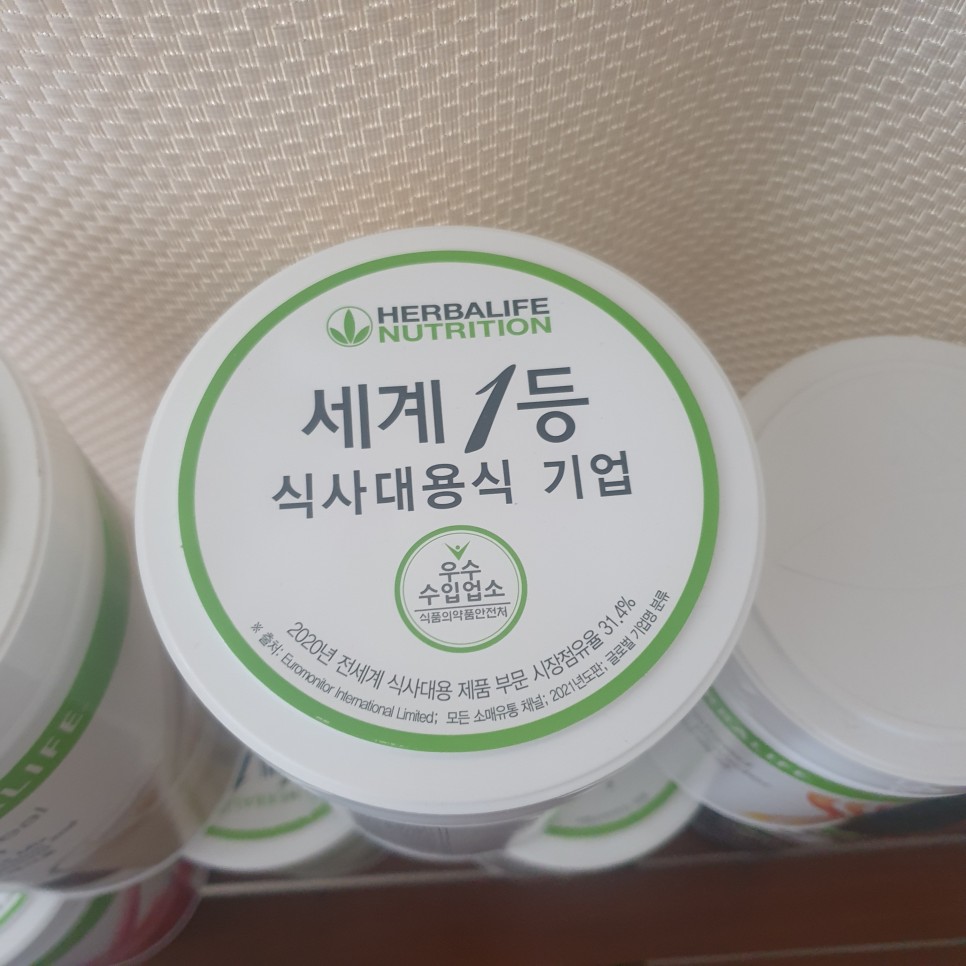 HERBALIFE
NUTRITION
세계 1등
식사대용식 기업
우수
수입업소
식품의약품안전처
2020년 전세계 식사대용 제품 부문 시장점유율 31.4%
※ 출처: Euromonitor International Limited; 모든 소매유통 채널; 2021년도판; 글로벌 기업명 분류